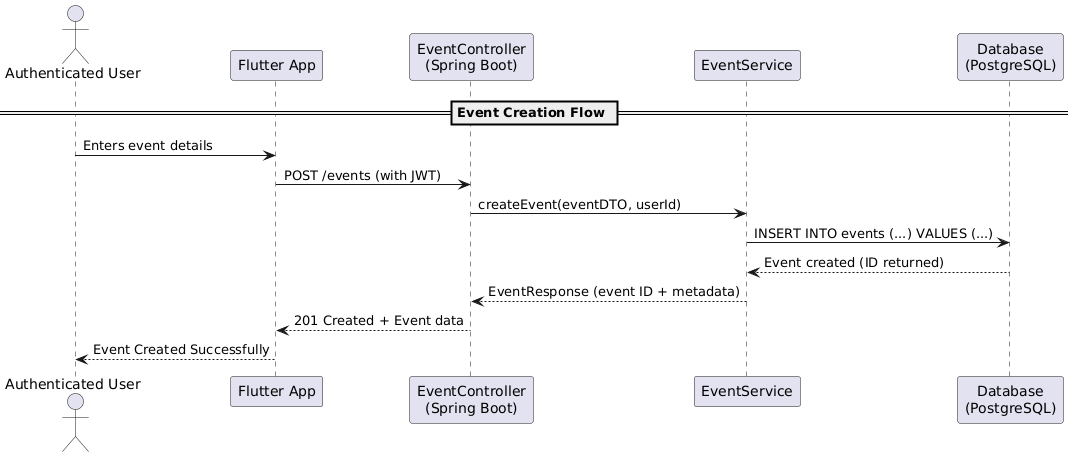 Authenticated User
Flutter App
EventController
(Spring Boot)
EventService
Database
(PostgreSQL)
Event Creation Flow
Enters event details
POST /events (with JWT)
createEvent(eventDTO, userId)
INSERT INTO events (...) VALUES (...)
Event created (ID returned)
EventResponse (event ID + metadata)
201 Created + Event data
Event Created Successfully
Authenticated User
Flutter App
EventController
(Spring Boot)
EventService
Database
(PostgreSQL)